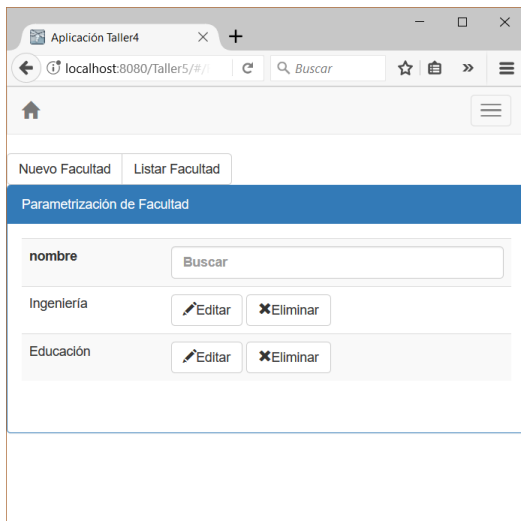 Aplicación Taller4
localhost:8080/Taller5/#/
Buscar
Nuevo Facultad Listar Facultad
Parametrización de Facultad
nombre Buscar
Ingeniería Editar Eliminar
Educación Editar Eliminar